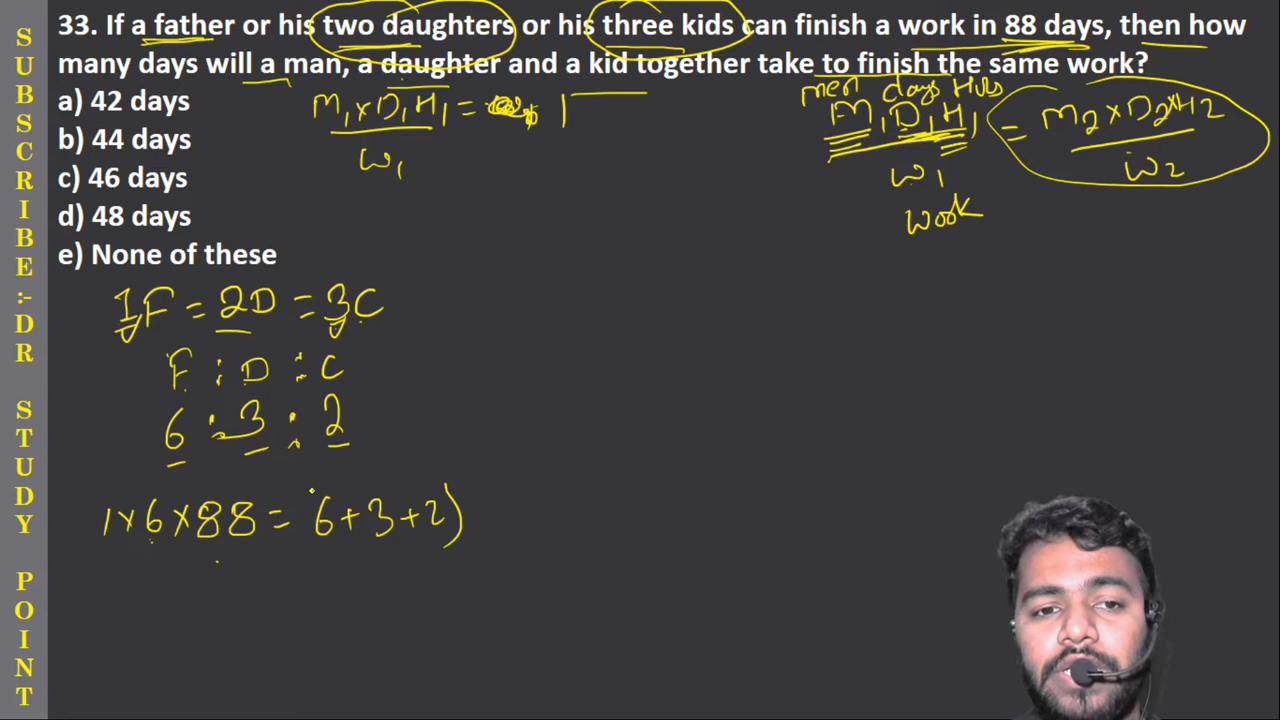 SUBSCRIBE:-DR STUDY POINT
33. If a father or his two daughters or his three kids can finish a work in 88 days, then how
many days will a man, a daughter and a kid together take to finish the same work?
a) 42 days
b) 44 days
c) 46 days
d) 48 days
e) None of these
M1×D1H1 = 1
W1
men days Hrs
M1D1H1 = M2×D2×H2
W1 W2
work
1F = 2D = 3C
F : D : C
6 : 3 : 2
1×6×88 = 6+3+2)